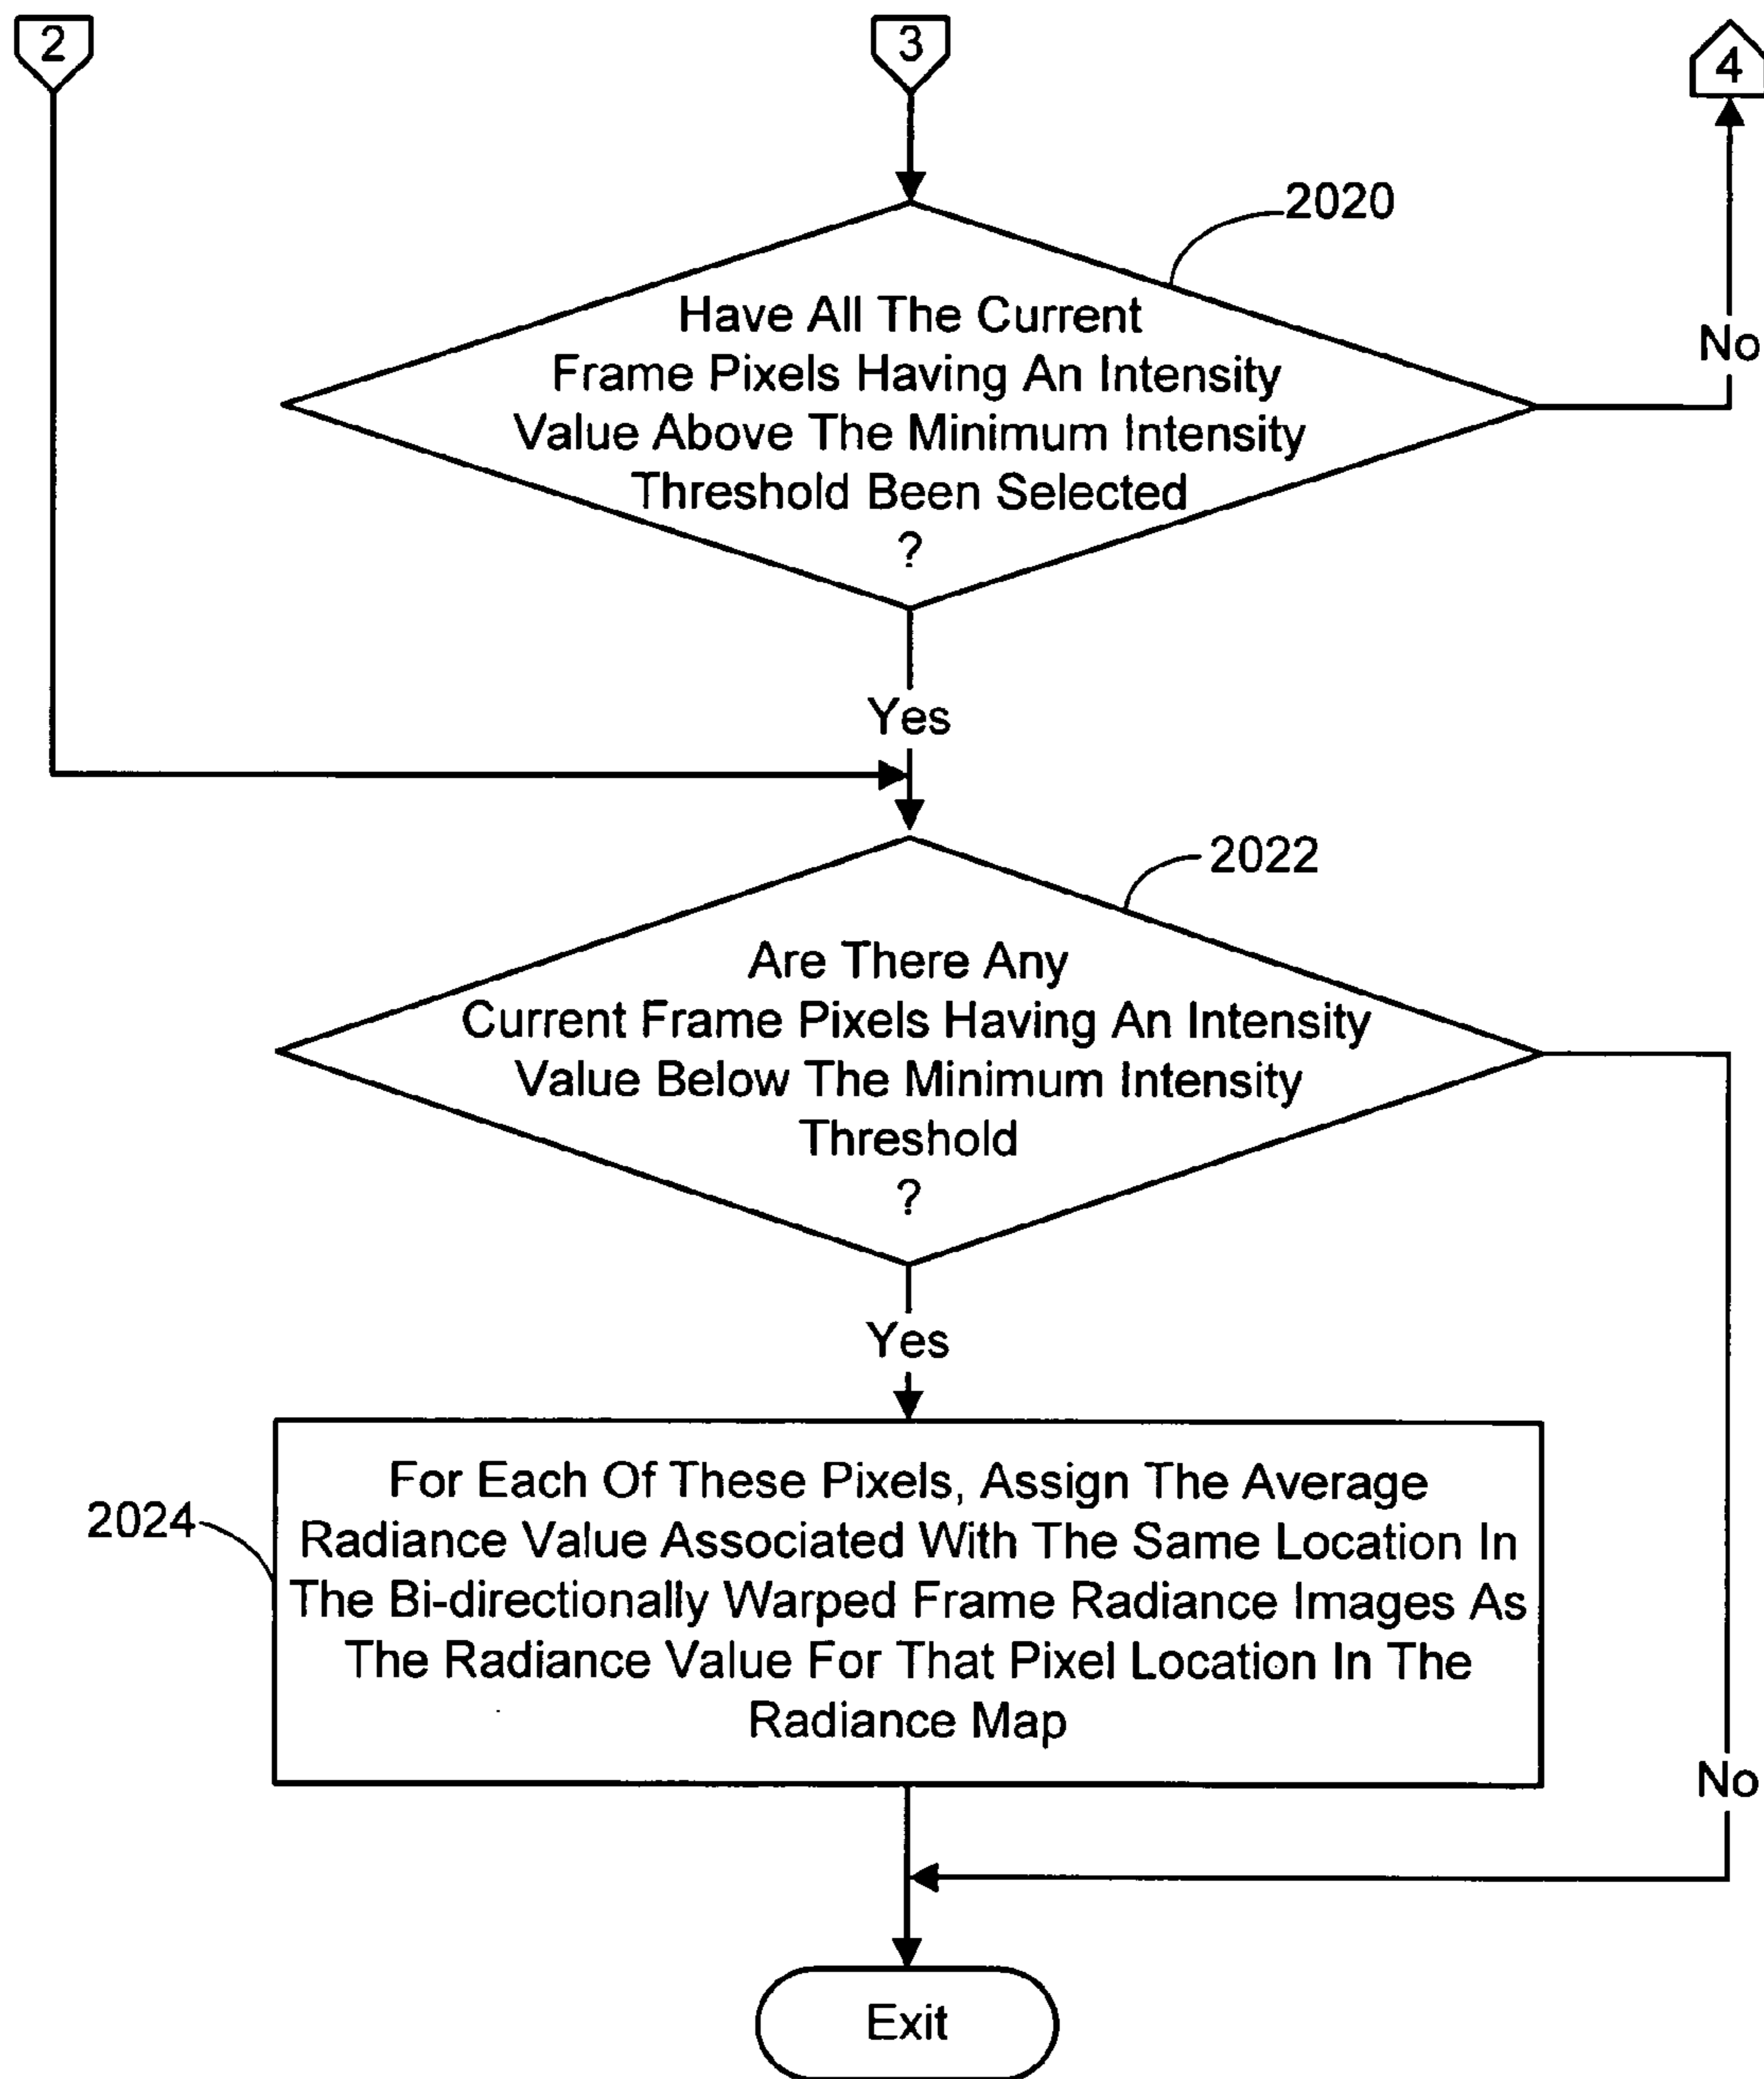 2
3
4
2020
Have All The Current
Frame Pixels Having An Intensity
Value Above The Minimum Intensity
Threshold Been Selected
?
No
Yes
2022
Are There Any
Current Frame Pixels Having An Intensity
Value Below The Minimum Intensity
Threshold
?
Yes
2024
For Each Of These Pixels, Assign The Average
Radiance Value Associated With The Same Location In
The Bi-directionally Warped Frame Radiance Images As
The Radiance Value For That Pixel Location In The
Radiance Map
No
Exit